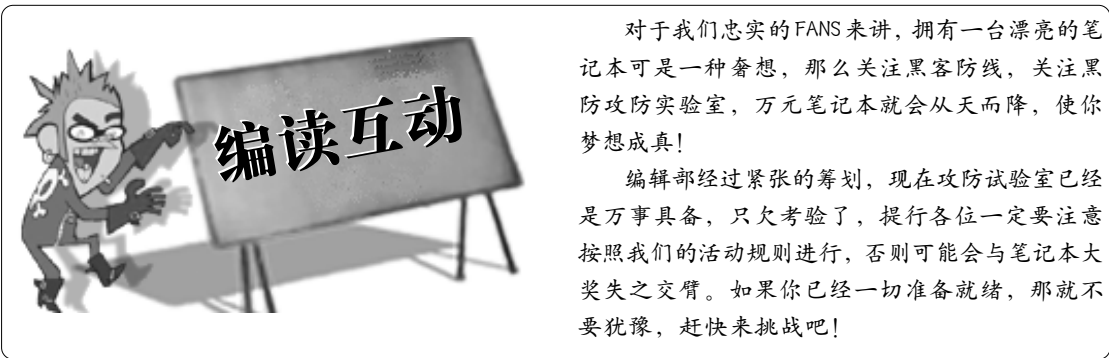 编读互动
对于我们忠实的FANS来讲，拥有一台漂亮的笔
记本可是一种奢想，那么关注黑客防线，关注黑
防攻防实验室，万元笔记本就会从天而降，使你
梦想成真！
编辑部经过紧张的筹划，现在攻防试验室已经
是万事具备，只欠考验了，提行各位一定要注意
按照我们的活动规则进行，否则可能会与笔记本大
奖失之交臂。如果你已经一切准备就绪，那就不
要犹豫，赶快来挑战吧！